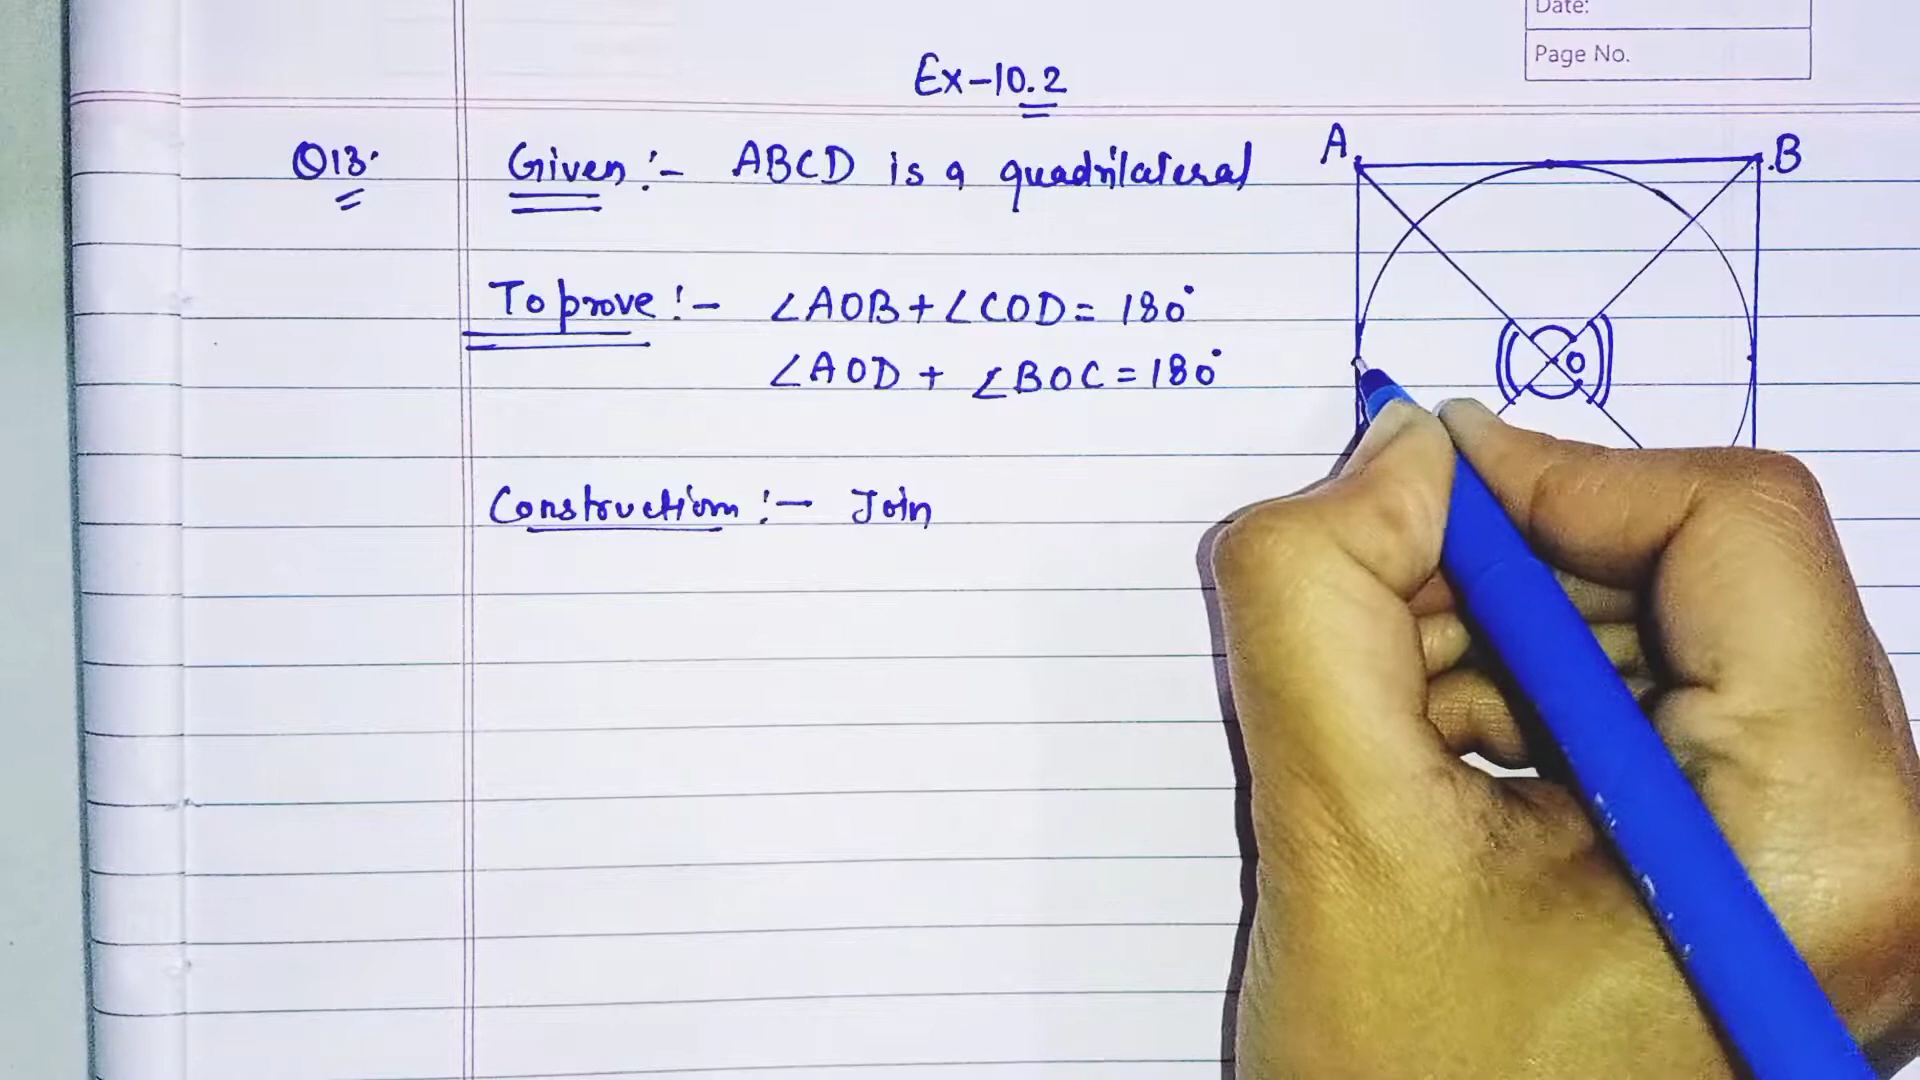 Date:
Page No.
Ex-10.2
Q13. Given :- ABCD is a quadrilateral
To prove :- ∠AOB + ∠COD = 180°
∠AOD + ∠BOC = 180°
Construction :- Join
A
B
O